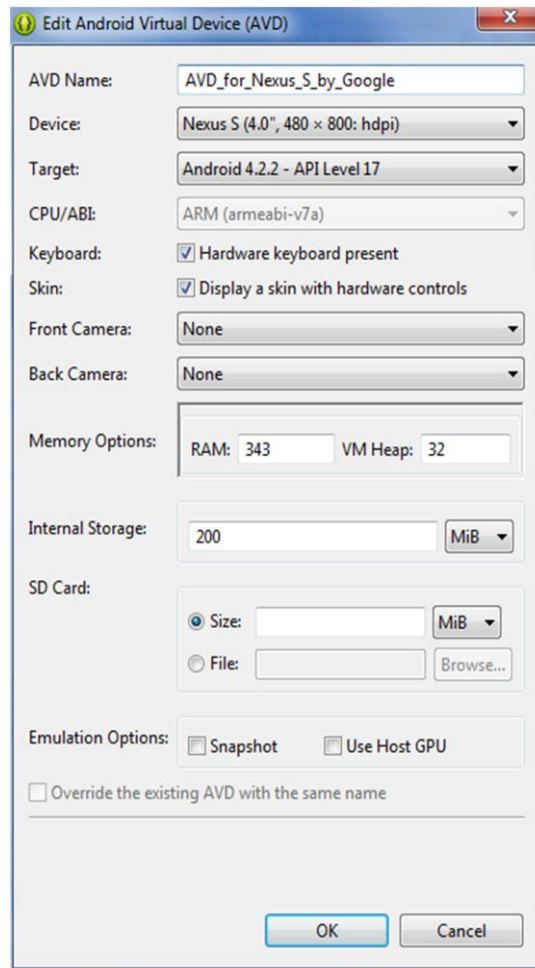 Edit Android Virtual Device (AVD)
AVD Name: AVD_for_Nexus_S_by_Google
Device: Nexus S (4.0", 480 × 800: hdpi)
Target: Android 4.2.2 - API Level 17
CPU/ABI: ARM (armeabi-v7a)
Keyboard: Hardware keyboard present
Skin: Display a skin with hardware controls
Front Camera: None
Back Camera: None
Memory Options: RAM: 343 VM Heap: 32
Internal Storage: 200 MiB
SD Card:
Size: MiB
File: Browse...
Emulation Options: Snapshot Use Host GPU
Override the existing AVD with the same name
OK Cancel